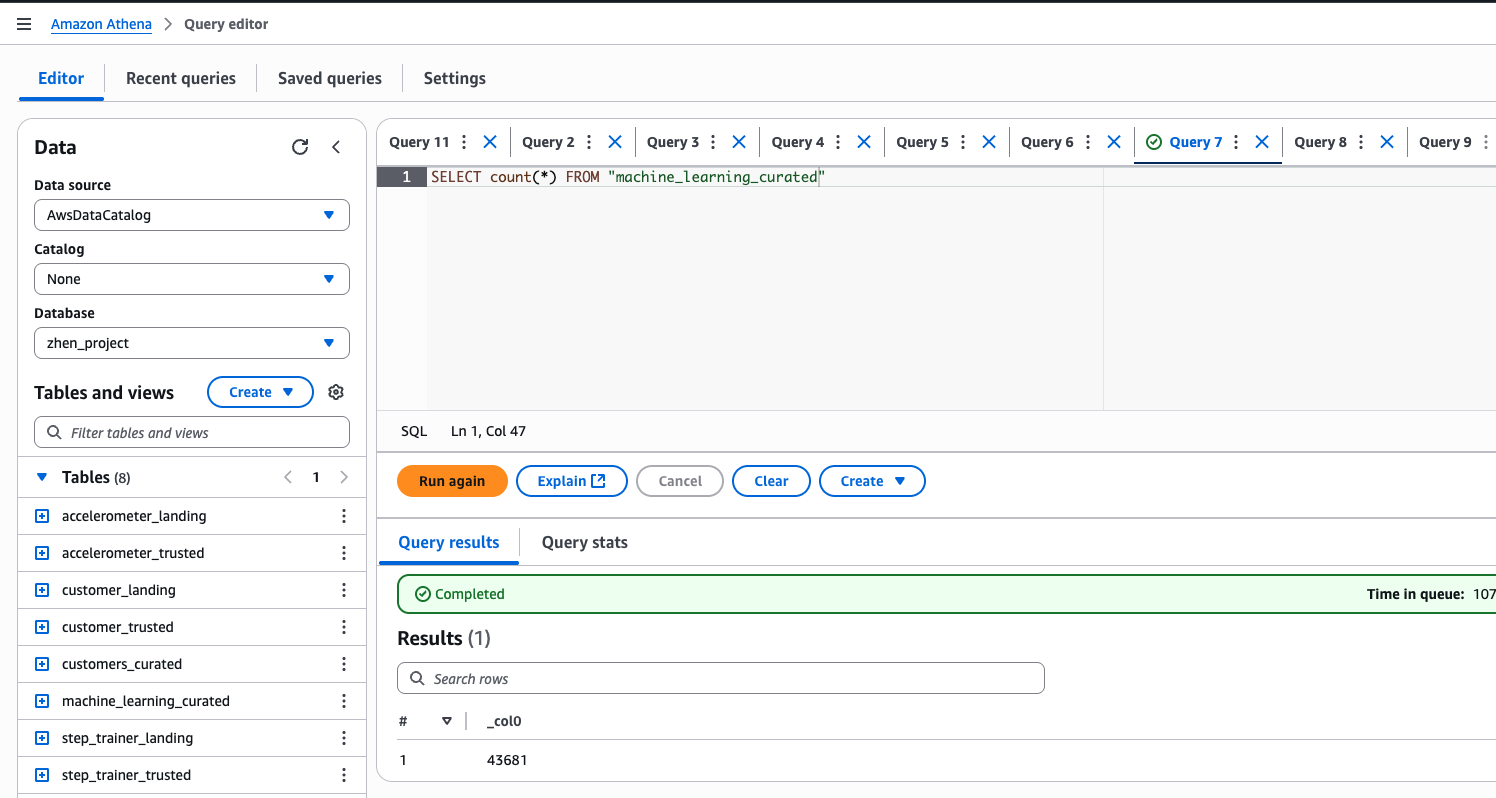 Amazon Athena > Query editor
Editor Recent queries Saved queries Settings
Data
Data source
AwsDataCatalog
Catalog
None
Database
zhen_project
Tables and views Create
Filter tables and views
Tables (8) 1
accelerometer_landing
accelerometer_trusted
customer_landing
customer_trusted
customers_curated
machine_learning_curated
step_trainer_landing
step_trainer_trusted
Query 11 Query 2 Query 3 Query 4 Query 5 Query 6 Query 7 Query 8 Query 9
1 SELECT count(*) FROM "machine_learning_curated"
SQL Ln 1, Col 47
Run again Explain Cancel Clear Create
Query results Query stats
Completed Time in queue: 107
Results (1)
Search rows
# _col0
1 43681